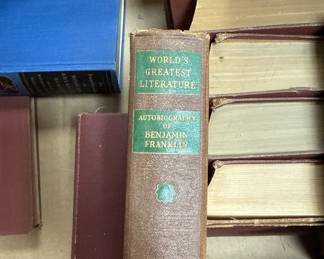 WORLD'S
GREATEST
LITERATURE
AUTOBIOGRAPHY
OF
BENJAMIN
FRANKLIN